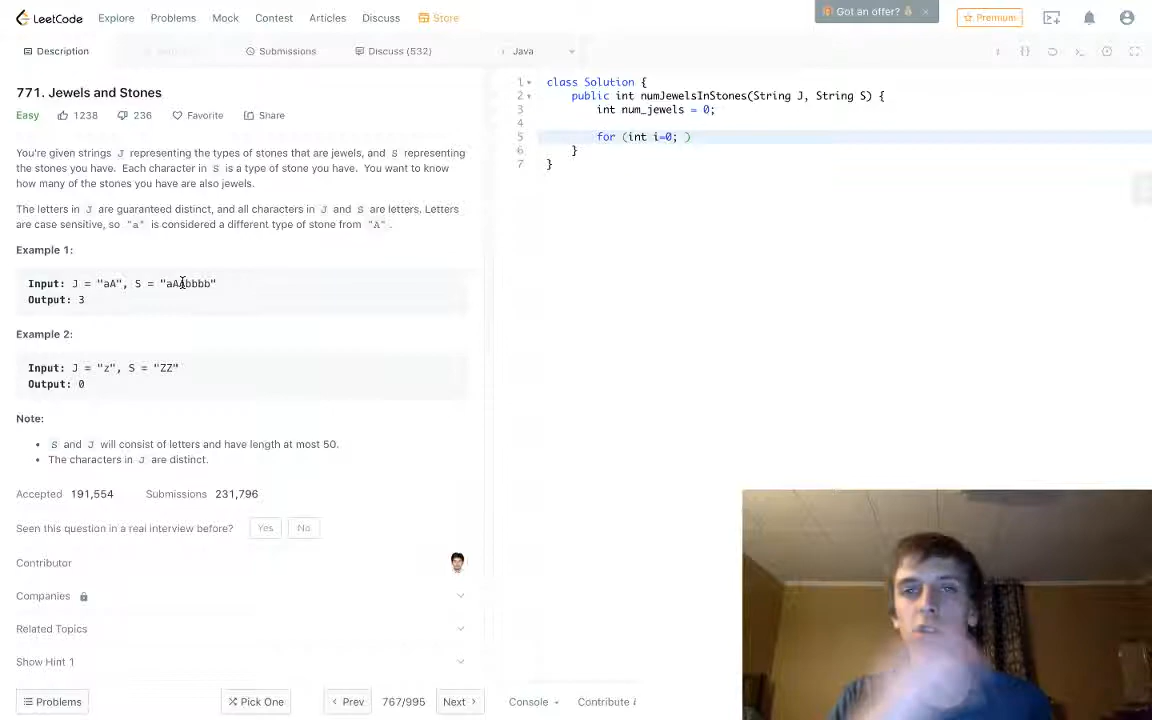 LeetCode Explore Problems Mock Contest Articles Discuss Store Got an offer? × Premium
Description Submissions Discuss (532) Java
771. Jewels and Stones
Easy 1238 236 Favorite Share
You're given strings J representing the types of stones that are jewels, and S representing
the stones you have. Each character in S is a type of stone you have. You want to know
how many of the stones you have are also jewels.
The letters in J are guaranteed distinct, and all characters in J and S are letters. Letters
are case sensitive, so "a" is considered a different type of stone from "A".
Example 1:
Input: J = "aA", S = "aAAbbbb"
Output: 3
Example 2:
Input: J = "z", S = "ZZ"
Output: 0
Note:
• S and J will consist of letters and have length at most 50.
• The characters in J are distinct.
Accepted 191,554 Submissions 231,796
Seen this question in a real interview before? Yes No
Contributor
Companies
Related Topics
Show Hint 1
Problems Pick One Prev 767/995 Next Console Contribute
1 class Solution {
2 public int numJewelsInStones(String J, String S) {
3 int num_jewels = 0;
4
5 for (int i=0; )
6 }
7 }